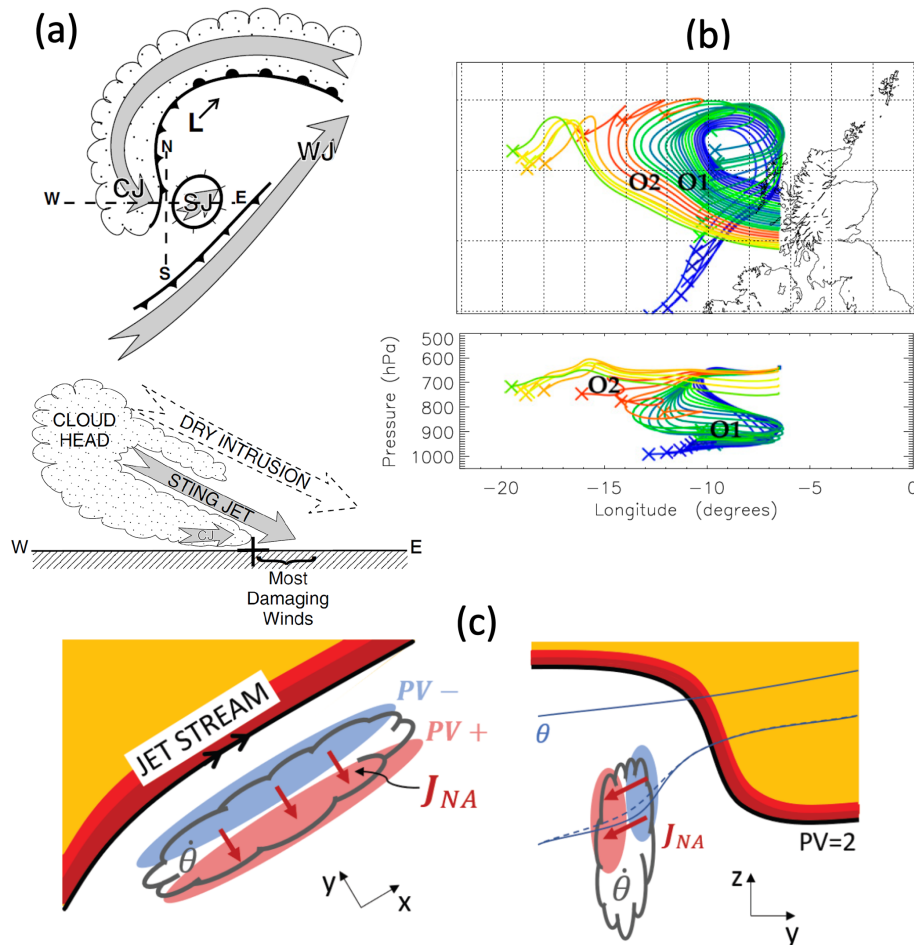 (a)
L
WJ
N
CJ
SJ
W
E
S
CLOUD
HEAD
DRY INTRUSION
STING JET
CJ
W
E
Most
Damaging
Winds
(b)
O2
O1
Pressure (hPa)
500
600
700
800
900
1000
O2
O1
−20
−15
−10
−5
0
Longitude (degrees)
(c)
JET STREAM
PV −
PV +
J_NA
θ̇
y
x
θ
J_NA
θ̇
PV=2
z
y